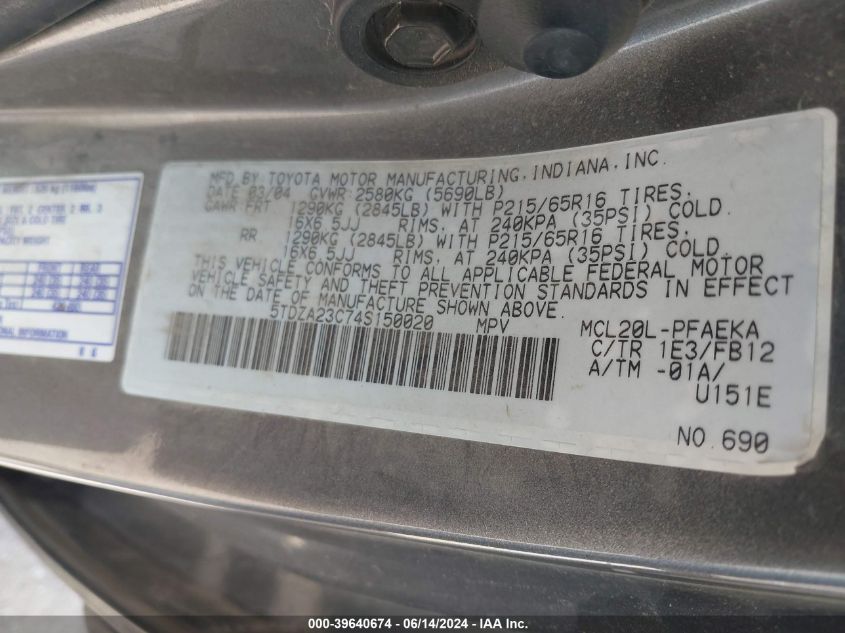 MFD. BY: TOYOTA MOTOR MANUFACTURING, INDIANA, INC.
DATE 03/04 GVWR 2580KG (5690LB)
GAWR FRT 1290KG (2845LB) WITH P215/65R16 TIRES,
16X6.5JJ RIMS, AT 240KPA (35PSI) COLD.
RR 1290KG (2845LB) WITH P215/65R16 TIRES,
16X6.5JJ RIMS, AT 240KPA (35PSI) COLD.
THIS VEHICLE CONFORMS TO ALL APPLICABLE FEDERAL MOTOR
VEHICLE SAFETY AND THEFT PREVENTION STANDARDS IN EFFECT
ON THE DATE OF MANUFACTURE SHOWN ABOVE.
5TDZA23C74S150020 MPV
MCL20L-PFAEKA
C/TR 1E3/FB12
A/TM -01A/
U151E
NO.690
000-39640674 - 06/14/2024 - IAA Inc.